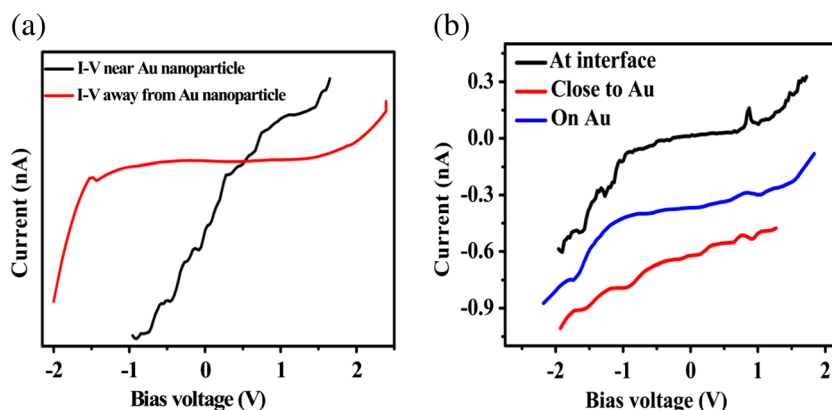 (a)
I-V near Au nanoparticle
I-V away from Au nanoparticle
Current (nA)
-2 -1 0 1 2
Bias voltage (V)
(b)
At interface
Close to Au
On Au
0.3
0.0
-0.3
-0.6
-0.9
Current (nA)
-2 -1 0 1 2
Bias voltage (V)